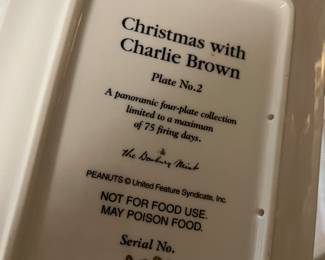 Christmas with
Charlie Brown
Plate No.2
A panoramic four-plate collection
limited to a maximum
of 75 firing days.
the Danbury Mint
PEANUTS © United Feature Syndicate, Inc.
NOT FOR FOOD USE.
MAY POISON FOOD.
Serial No.